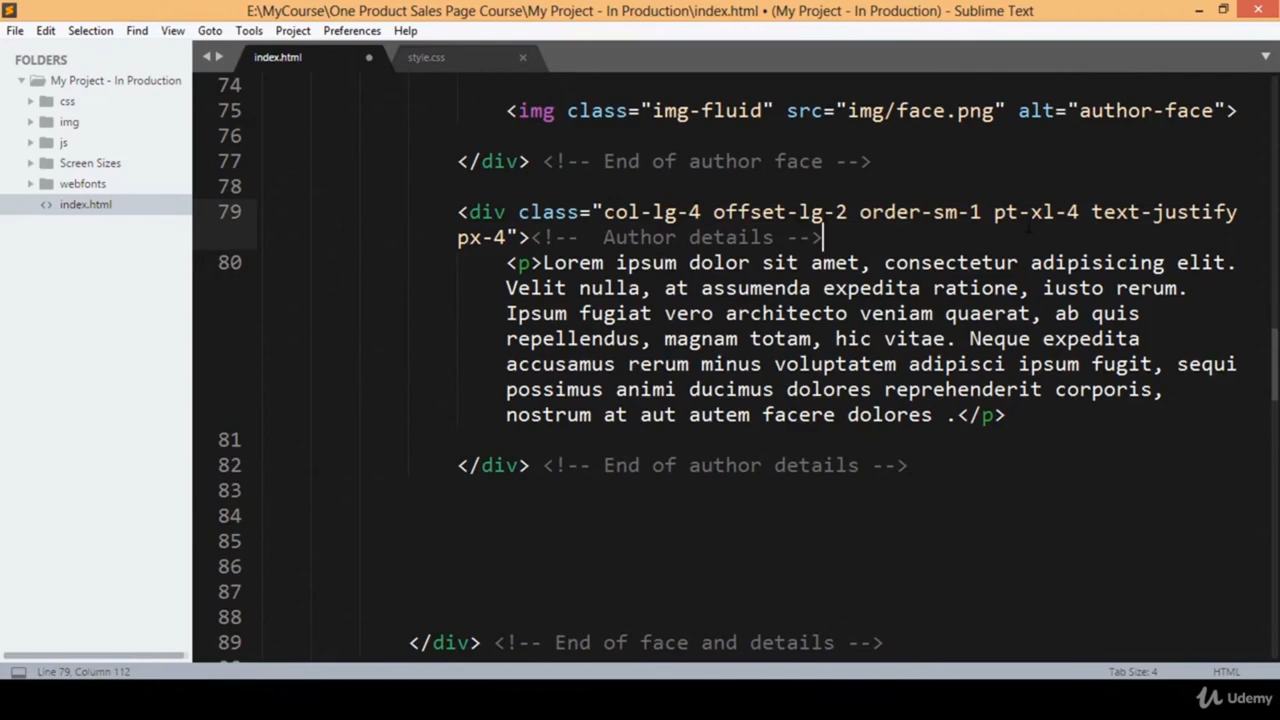 E:\MyCourse\One Product Sales Page Course\My Project - In Production\index.html • (My Project - In Production) - Sublime Text
File Edit Selection Find View Goto Tools Project Preferences Help
FOLDERS
My Project - In Production
css
img
js
Screen Sizes
webfonts
index.html
index.html
style.css
74
75 <img class="img-fluid" src="img/face.png" alt="author-face">
76
77 </div> <!-- End of author face -->
78
79 <div class="col-lg-4 offset-lg-2 order-sm-1 pt-xl-4 text-justify
px-4"><!--  Author details -->
80 <p>Lorem ipsum dolor sit amet, consectetur adipisicing elit.
Velit nulla, at assumenda expedita ratione, iusto rerum.
Ipsum fugiat vero architecto veniam quaerat, ab quis
repellendus, magnam totam, hic vitae. Neque expedita
accusamus rerum minus voluptatem adipisci ipsum fugit, sequi
possimus animi ducimus dolores reprehenderit corporis,
nostrum at aut autem facere dolores .</p>
81
82 </div> <!-- End of author details -->
83
84
85
86
87
88
89 </div> <!-- End of face and details -->
Line 79, Column 112
Tab Size: 4
HTML
Udemy